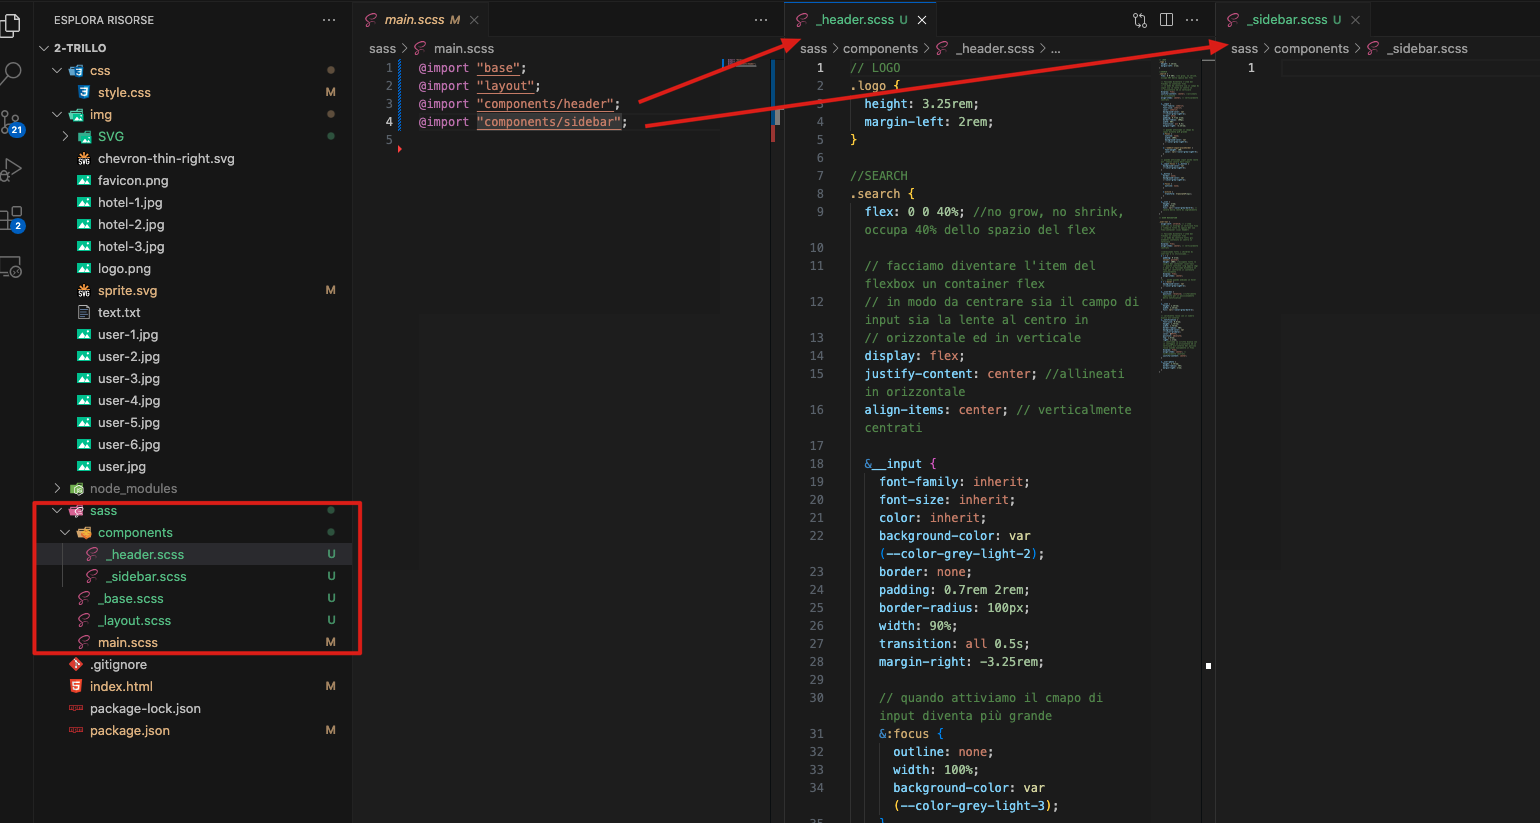 ESPLORA RISORSE
2-TRILLO
css
style.css M
img
SVG
chevron-thin-right.svg
favicon.png
hotel-1.jpg
hotel-2.jpg
hotel-3.jpg
logo.png
sprite.svg M
text.txt
user-1.jpg
user-2.jpg
user-3.jpg
user-4.jpg
user-5.jpg
user-6.jpg
user.jpg
node_modules
sass
components
_header.scss U
_sidebar.scss U
_base.scss U
_layout.scss U
main.scss M
.gitignore
index.html M
package-lock.json
package.json M
21
2
main.scss M
sass > main.scss
1 @import "base";
2 @import "layout";
3 @import "components/header";
4 @import "components/sidebar";
5
_header.scss U
sass > components > _header.scss > ...
1 // LOGO
2 .logo {
3 height: 3.25rem;
4 margin-left: 2rem;
5 }
6
7 //SEARCH
8 .search {
9 flex: 0 0 40%; //no grow, no shrink,
occupa 40% dello spazio del flex
10
11 // facciamo diventare l'item del
flexbox un container flex
12 // in modo da centrare sia il campo di
input sia la lente al centro in
13 // orizzontale ed in verticale
14 display: flex;
15 justify-content: center; //allineati
in orizzontale
16 align-items: center; // verticalmente
centrati
17
18 &__input {
19 font-family: inherit;
20 font-size: inherit;
21 color: inherit;
22 background-color: var
(--color-grey-light-2);
23 border: none;
24 padding: 0.7rem 2rem;
25 border-radius: 100px;
26 width: 90%;
27 transition: all 0.5s;
28 margin-right: -3.25rem;
29
30 // quando attiviamo il cmapo di
input diventa più grande
31 &:focus {
32 outline: none;
33 width: 100%;
34 background-color: var
(--color-grey-light-3);
35 }
_sidebar.scss U
sass > components > _sidebar.scss
1